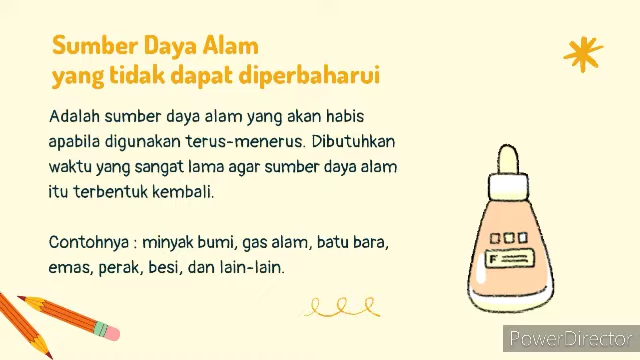 Sumber Daya Alam
yang tidak dapat diperbaharui
Adalah sumber daya alam yang akan habis
apabila digunakan terus-menerus. Dibutuhkan
waktu yang sangat lama agar sumber daya alam
itu terbentuk kembali.
Contohnya : minyak bumi, gas alam, batu bara,
emas, perak, besi, dan lain-lain.
F
PowerDirector